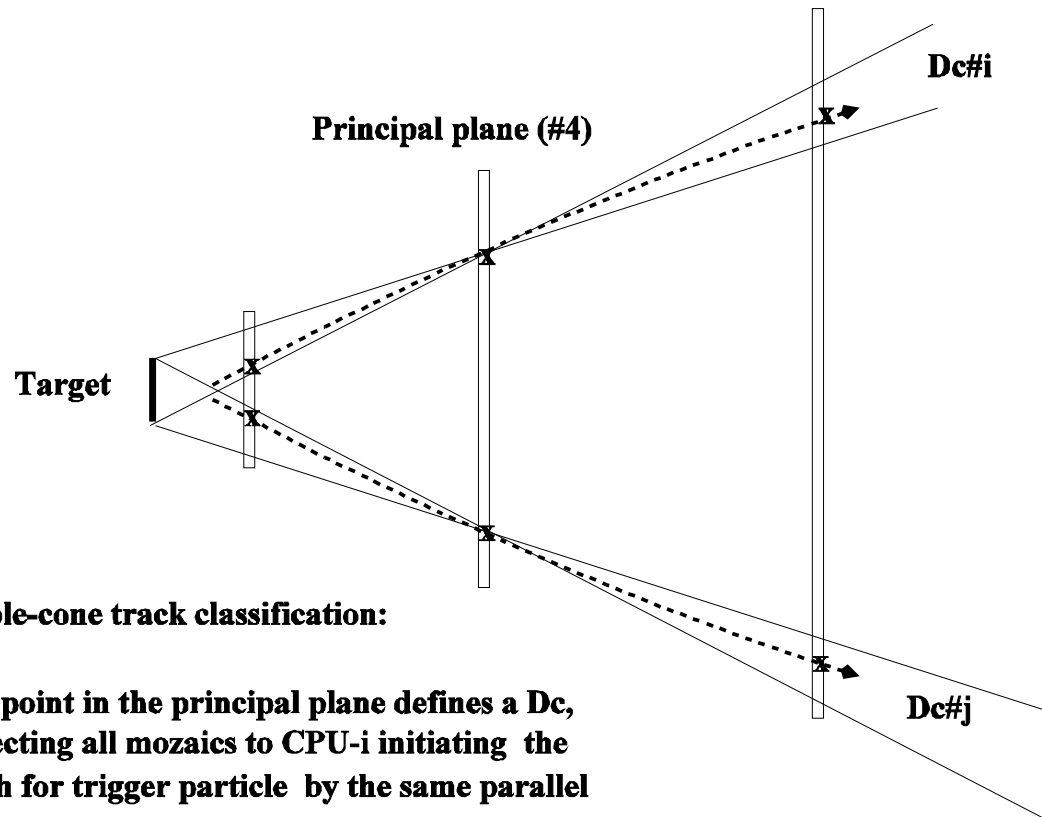 Dc#i
Principal plane (#4)
x
x
Target
x
x
x
x
ple-cone track classification:
point in the principal plane defines a Dc,
Dc#j
ecting all mozaics to CPU-i initiating the
h for trigger particle by the same parallel